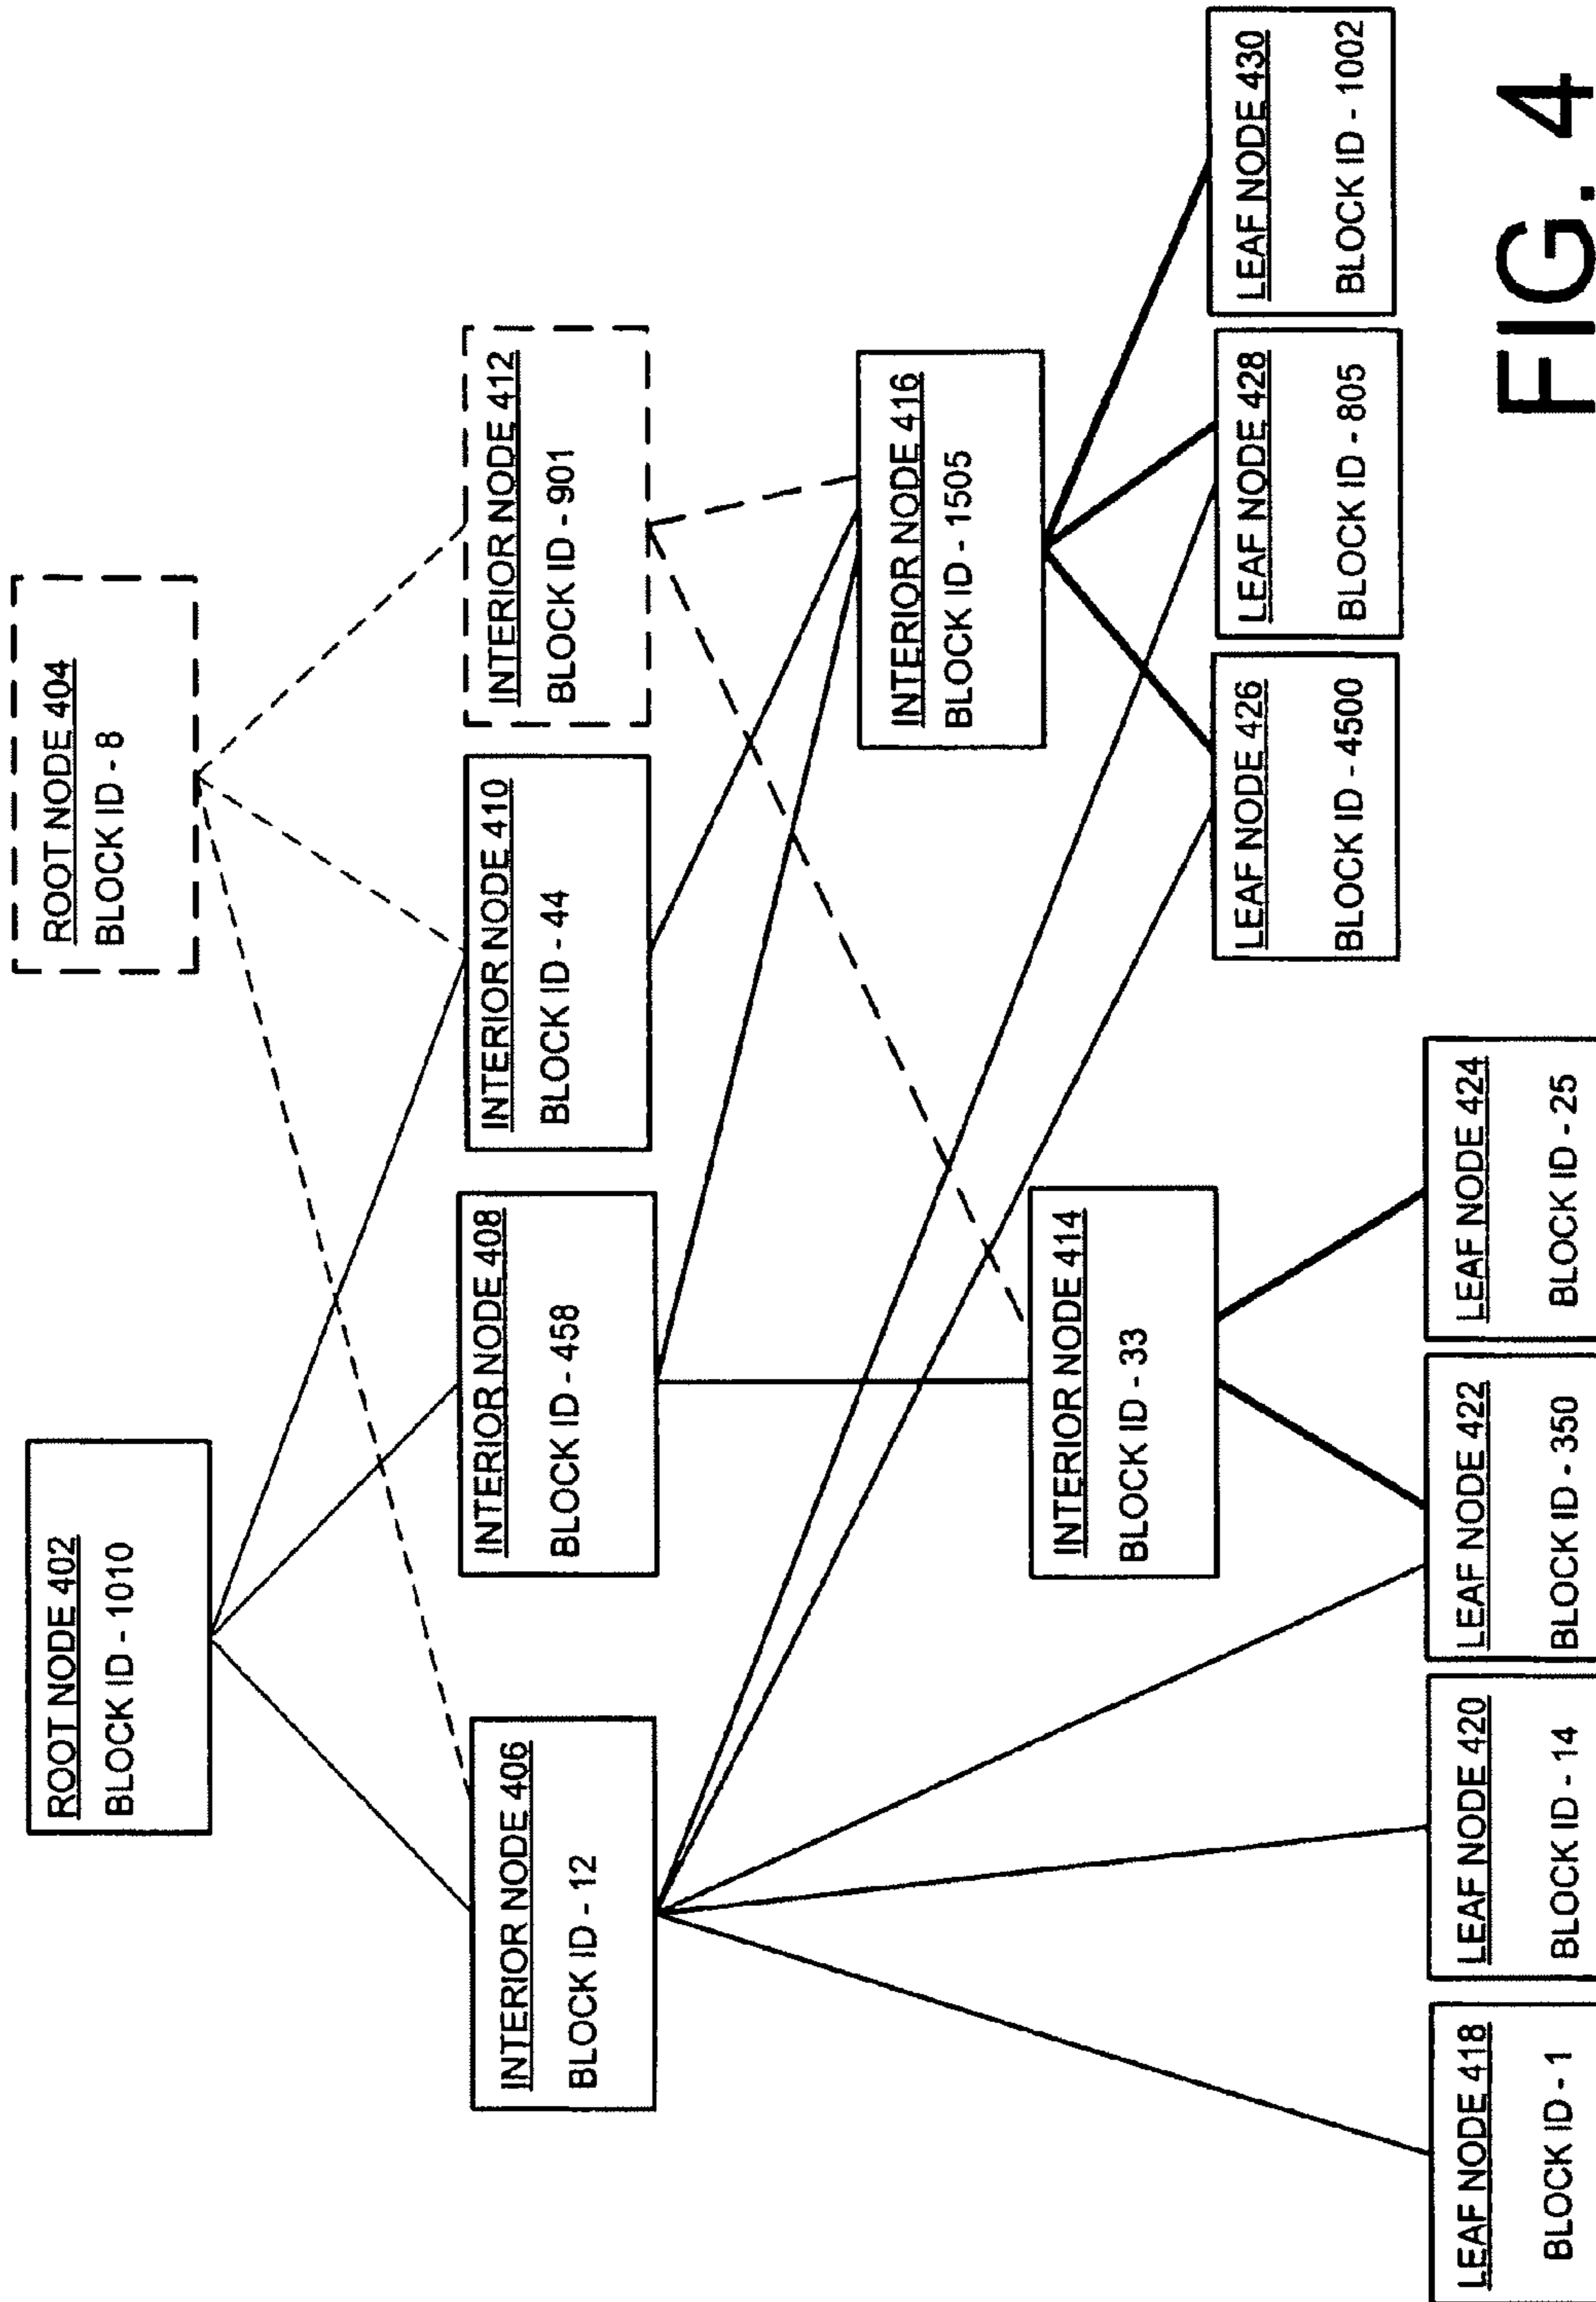 ROOT NODE 402
BLOCK ID - 1010
ROOT NODE 404
BLOCK ID - 8
INTERIOR NODE 406
BLOCK ID - 12
INTERIOR NODE 408
BLOCK ID - 458
INTERIOR NODE 410
BLOCK ID - 44
INTERIOR NODE 412
BLOCK ID - 901
INTERIOR NODE 414
BLOCK ID - 33
INTERIOR NODE 416
BLOCK ID - 1505
LEAF NODE 418
BLOCK ID - 1
LEAF NODE 420
BLOCK ID - 14
LEAF NODE 422
BLOCK ID - 350
LEAF NODE 424
BLOCK ID - 25
LEAF NODE 426
BLOCK ID - 4500
LEAF NODE 428
BLOCK ID - 805
LEAF NODE 430
BLOCK ID - 1002
FIG. 4